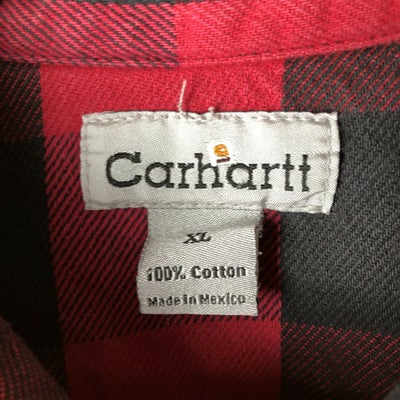 Carhartt
XL
100% Cotton
Made in Mexico